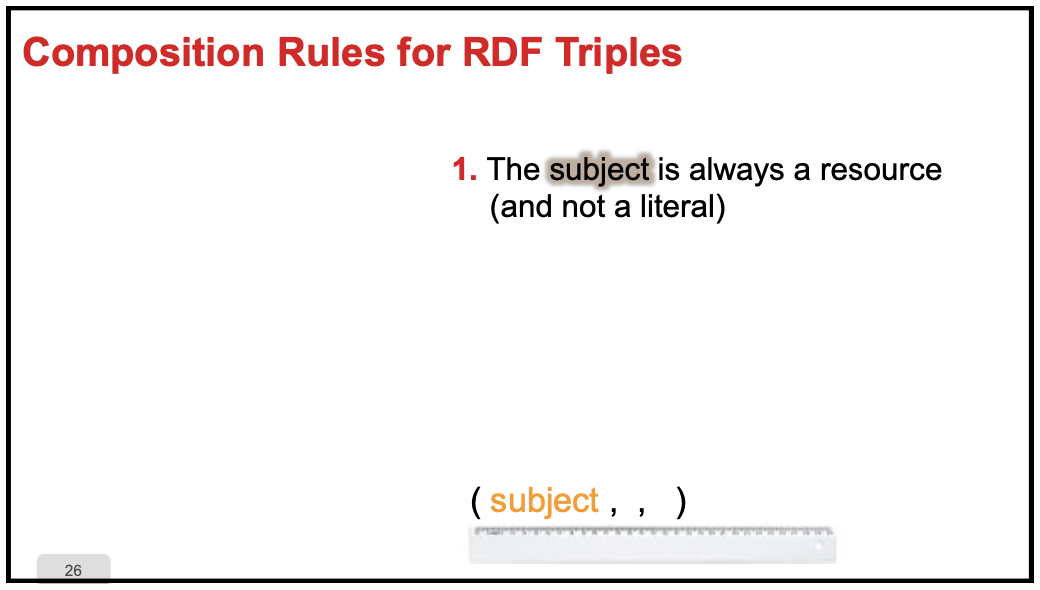 Composition Rules for RDF Triples
1. The subject is always a resource
(and not a literal)
( subject , , )
26